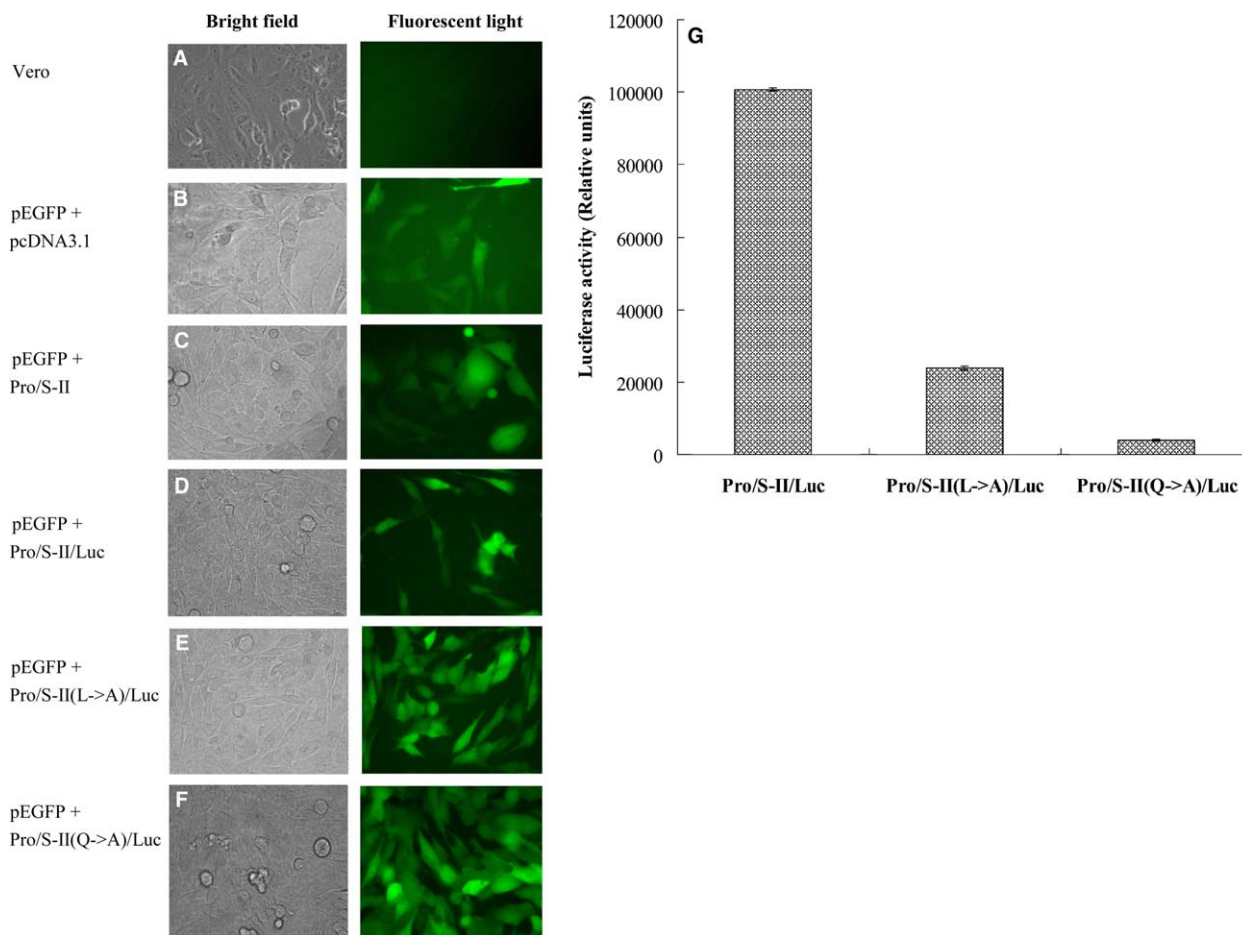 Bright field
Fluorescent light
Vero
A
pEGFP +
pcDNA3.1
B
pEGFP +
Pro/S-II
C
pEGFP +
Pro/S-II/Luc
D
pEGFP +
Pro/S-II(L->A)/Luc
E
pEGFP +
Pro/S-II(Q->A)/Luc
F
G
Luciferase activity (Relative units)
120000
100000
80000
60000
40000
20000
0
Pro/S-II/Luc
Pro/S-II(L->A)/Luc
Pro/S-II(Q->A)/Luc